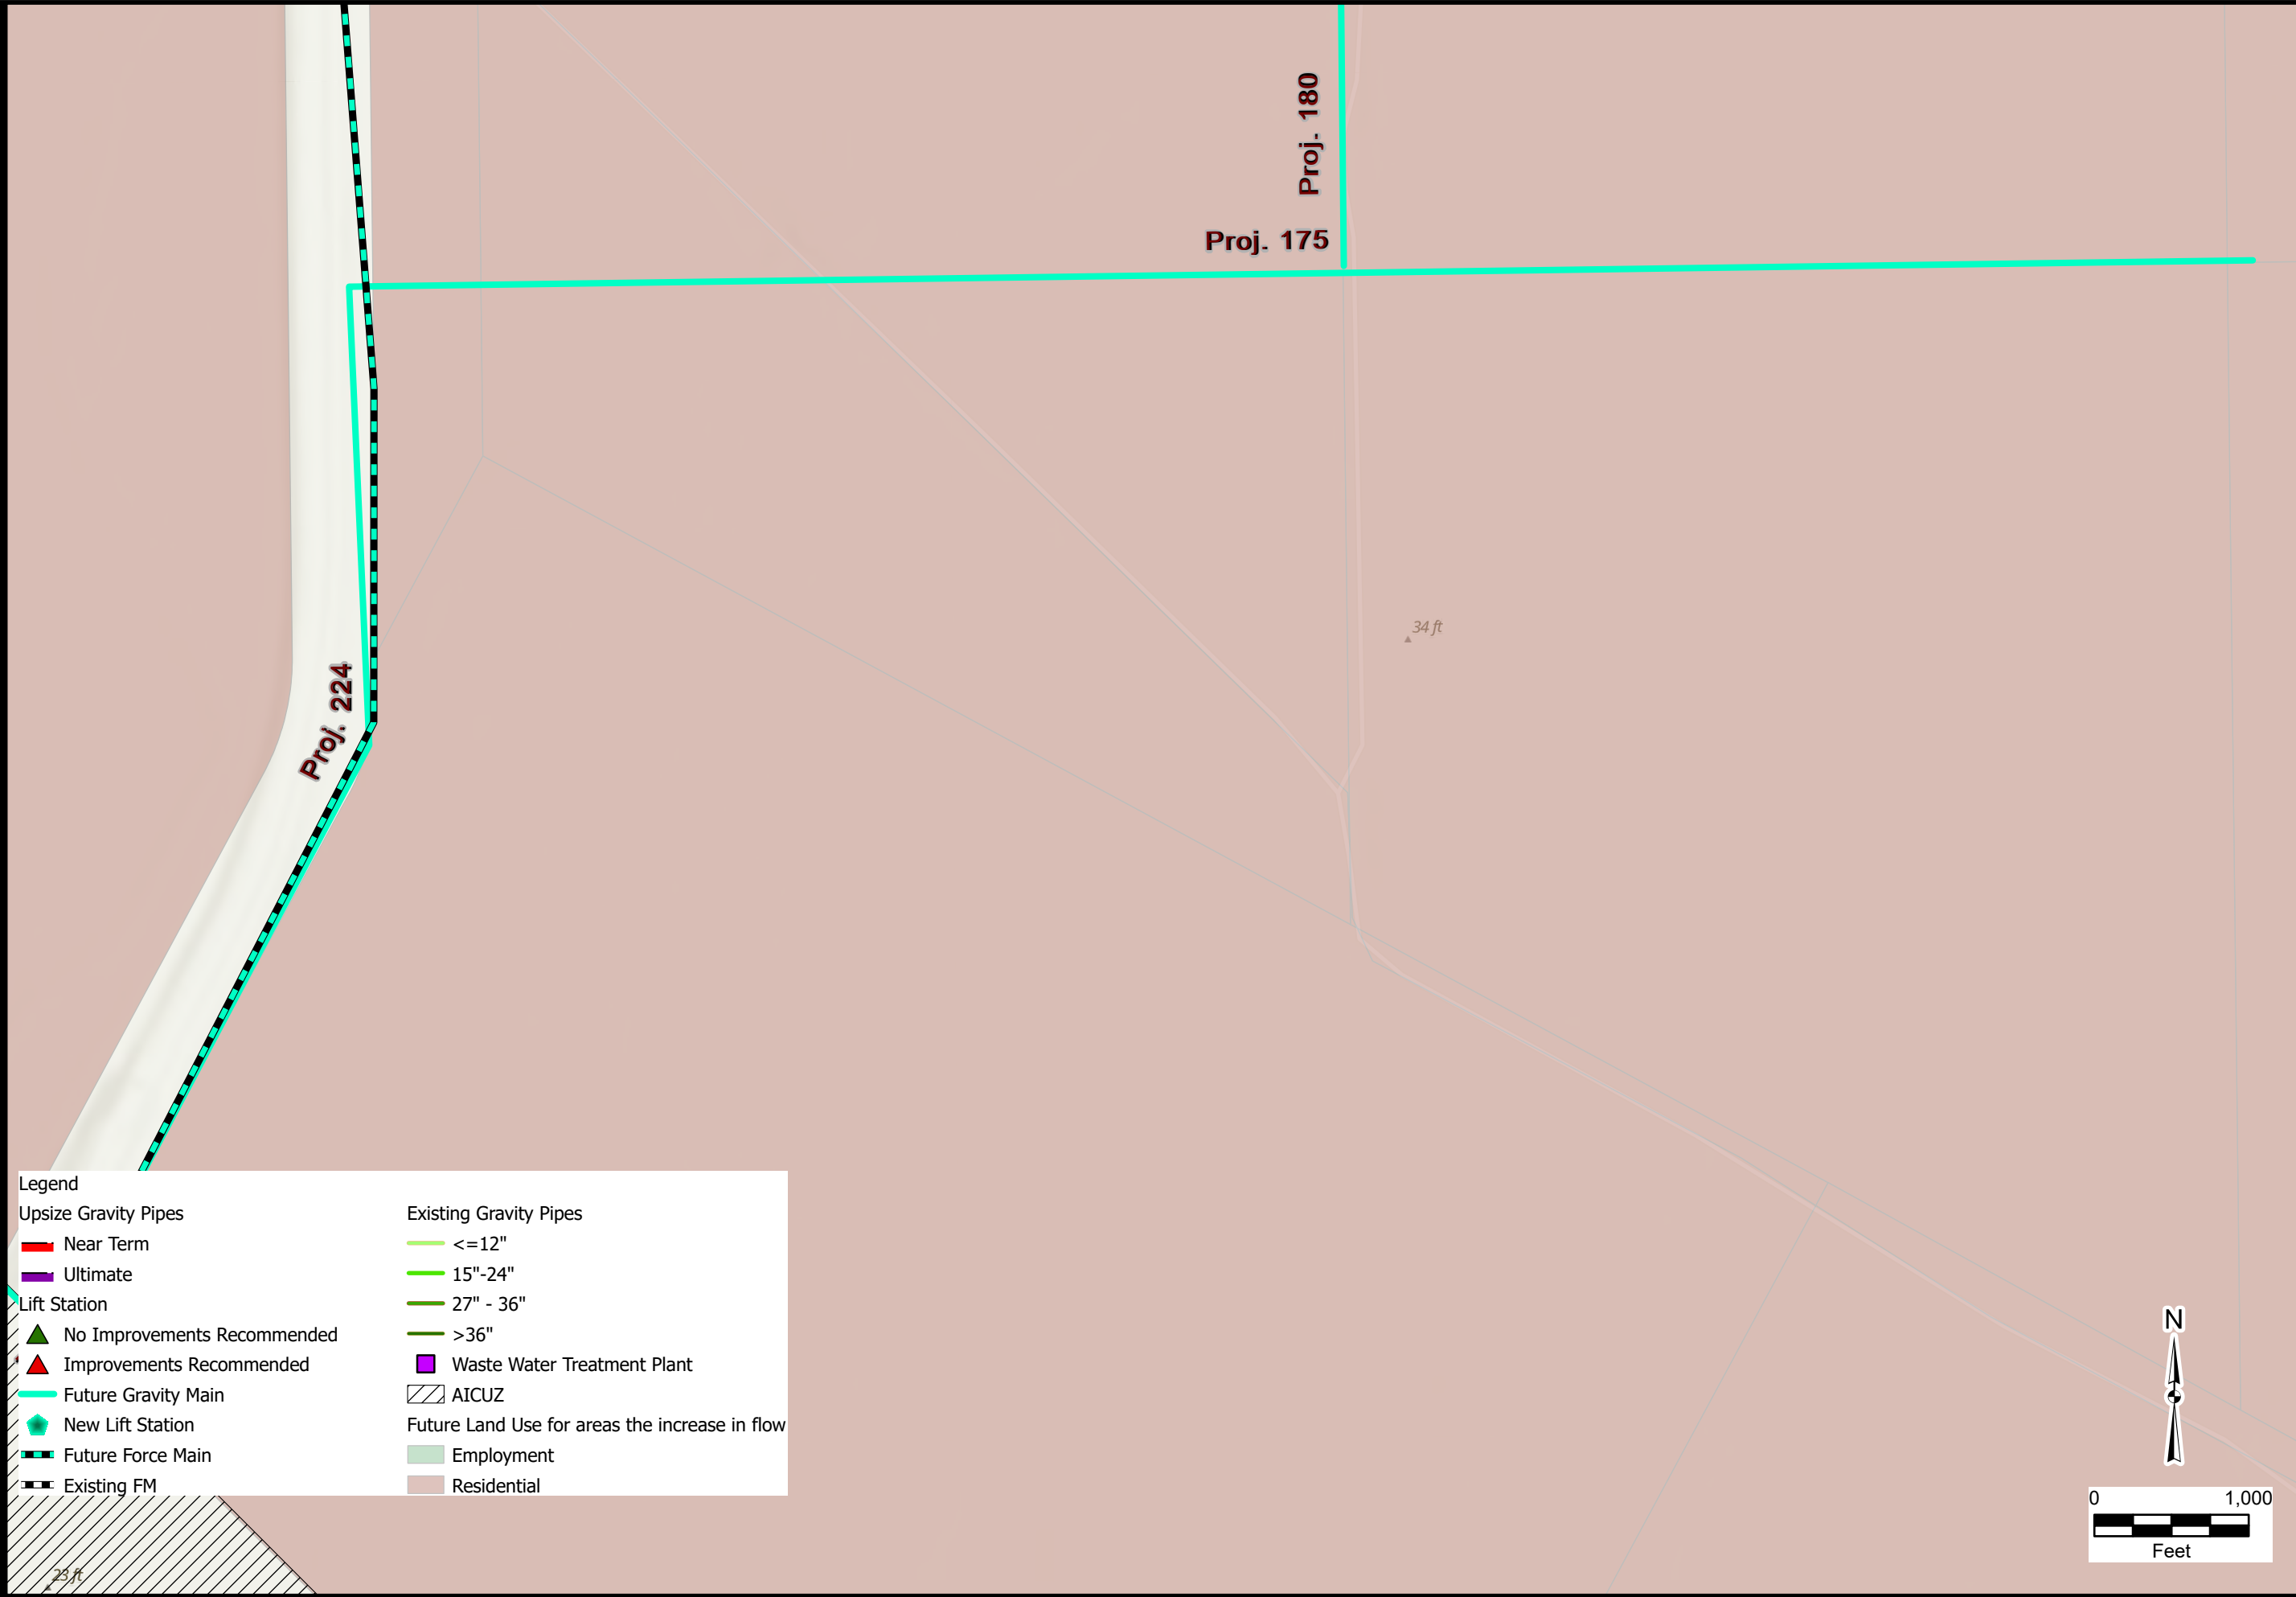 Proj. 180
Proj. 175
34 ft
Proj. 224
Legend
Upsize Gravity Pipes
Near Term
Ultimate
Lift Station
No Improvements Recommended
Improvements Recommended
Future Gravity Main
New Lift Station
Future Force Main
Existing FM
Existing Gravity Pipes
<=12"
15"-24"
27" - 36"
>36"
Waste Water Treatment Plant
AICUZ
Future Land Use for areas the increase in flow
Employment
Residential
N
0 1,000
Feet
23 ft